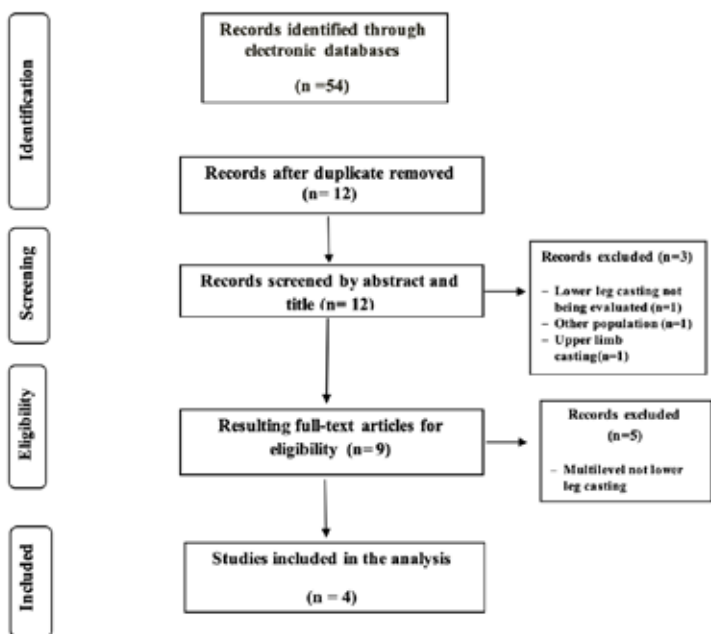 Identification
Records identified through
electronic databases
(n =54)
Records after duplicate removed
(n= 12)
Screening
Records screened by abstract and
title (n= 12)
Records excluded (n=3)
– Lower leg casting not
being evaluated (n=1)
– Other population (n=1)
– Upper limb
casting(n=1)
Eligibility
Resulting full-text articles for
eligibility (n= 9)
Records excluded
(n=5)
– Multilevel not lower
leg casting
Included
Studies included in the analysis
(n = 4)